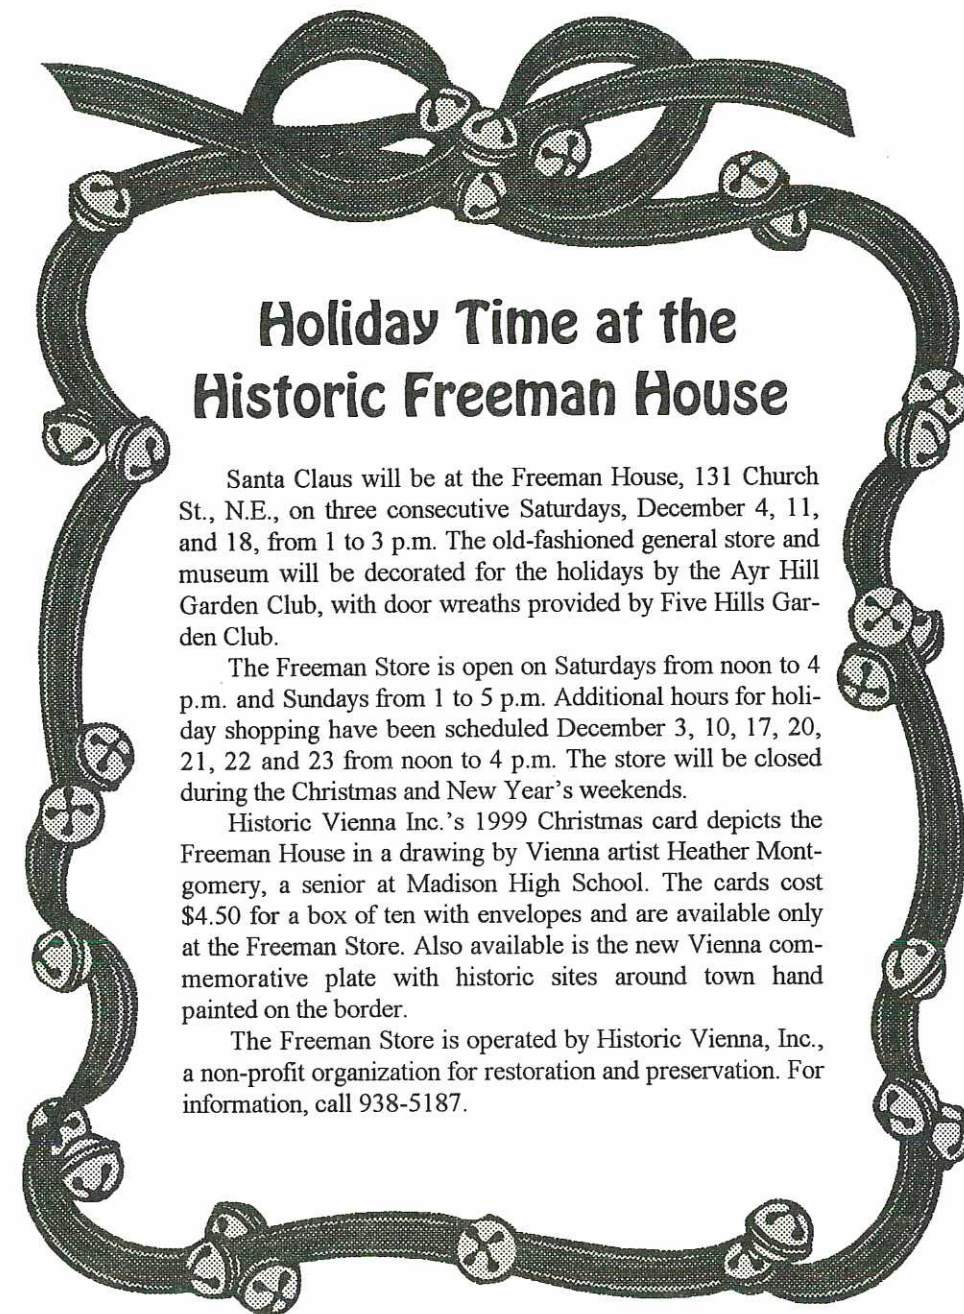 Holiday Time at the
Historic Freeman House
Santa Claus will be at the Freeman House, 131 Church
St., N.E., on three consecutive Saturdays, December 4, 11,
and 18, from 1 to 3 p.m. The old-fashioned general store and
museum will be decorated for the holidays by the Ayr Hill
Garden Club, with door wreaths provided by Five Hills Gar-
den Club.
The Freeman Store is open on Saturdays from noon to 4
p.m. and Sundays from 1 to 5 p.m. Additional hours for holi-
day shopping have been scheduled December 3, 10, 17, 20,
21, 22 and 23 from noon to 4 p.m. The store will be closed
during the Christmas and New Year's weekends.
Historic Vienna Inc.'s 1999 Christmas card depicts the
Freeman House in a drawing by Vienna artist Heather Mont-
gomery, a senior at Madison High School. The cards cost
$4.50 for a box of ten with envelopes and are available only
at the Freeman Store. Also available is the new Vienna com-
memorative plate with historic sites around town hand
painted on the border.
The Freeman Store is operated by Historic Vienna, Inc.,
a non-profit organization for restoration and preservation. For
information, call 938-5187.